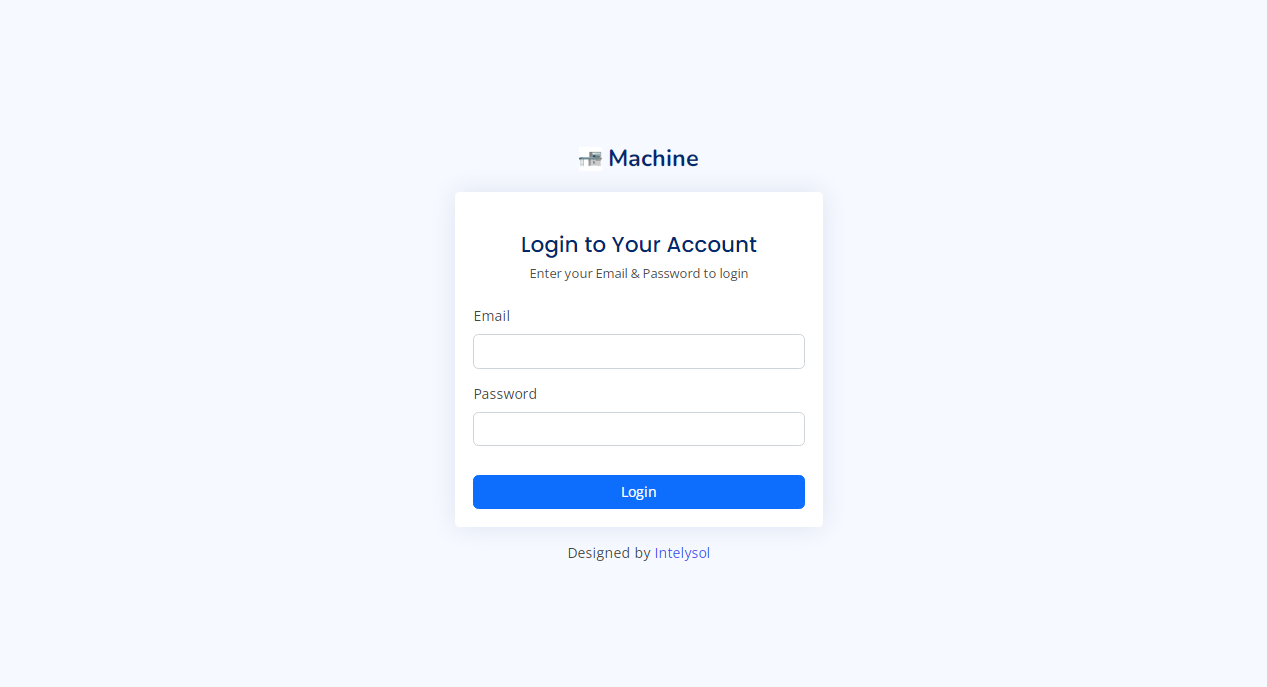 Machine
Login to Your Account
Enter your Email & Password to login
Email
Password
Login
Designed by Intelysol